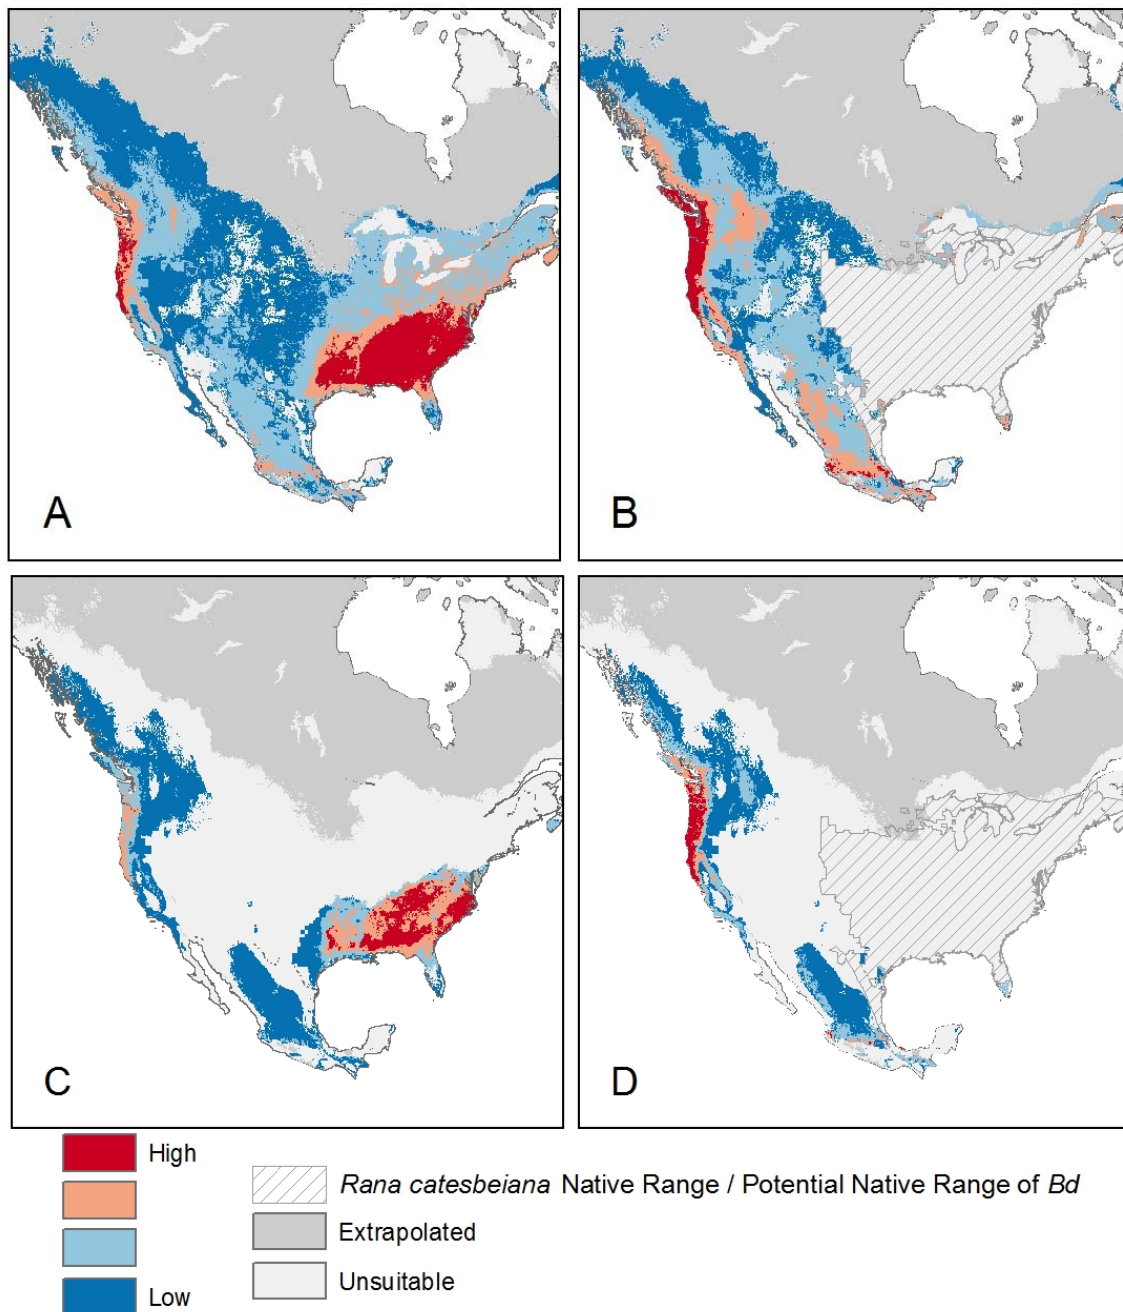 A
B
C
D
High
Low
Rana catesbeiana Native Range / Potential Native Range of Bd
Extrapolated
Unsuitable